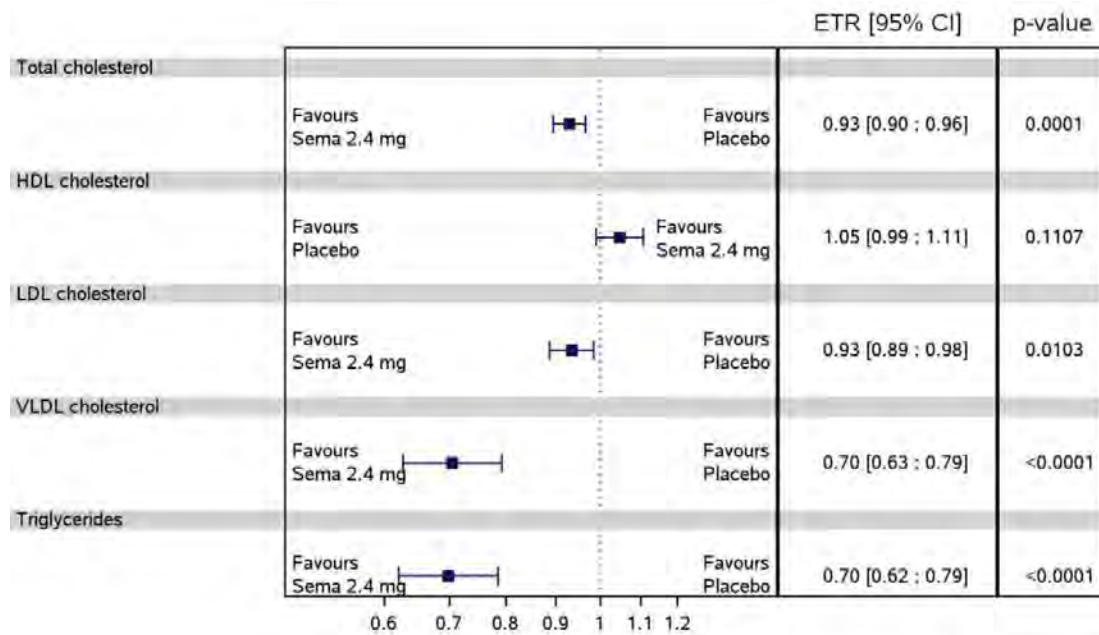 ETR [95% CI] p-value
Total cholesterol
Favours Favours
Sema 2.4 mg Placebo 0.93 [0.90 ; 0.96] 0.0001
HDL cholesterol
Favours Favours
Placebo Sema 2.4 mg 1.05 [0.99 ; 1.11] 0.1107
LDL cholesterol
Favours Favours
Sema 2.4 mg Placebo 0.93 [0.89 ; 0.98] 0.0103
VLDL cholesterol
Favours Favours
Sema 2.4 mg Placebo 0.70 [0.63 ; 0.79] <0.0001
Triglycerides
Favours Favours
Sema 2.4 mg Placebo 0.70 [0.62 ; 0.79] <0.0001
0.6 0.7 0.8 0.9 1 1.1 1.2